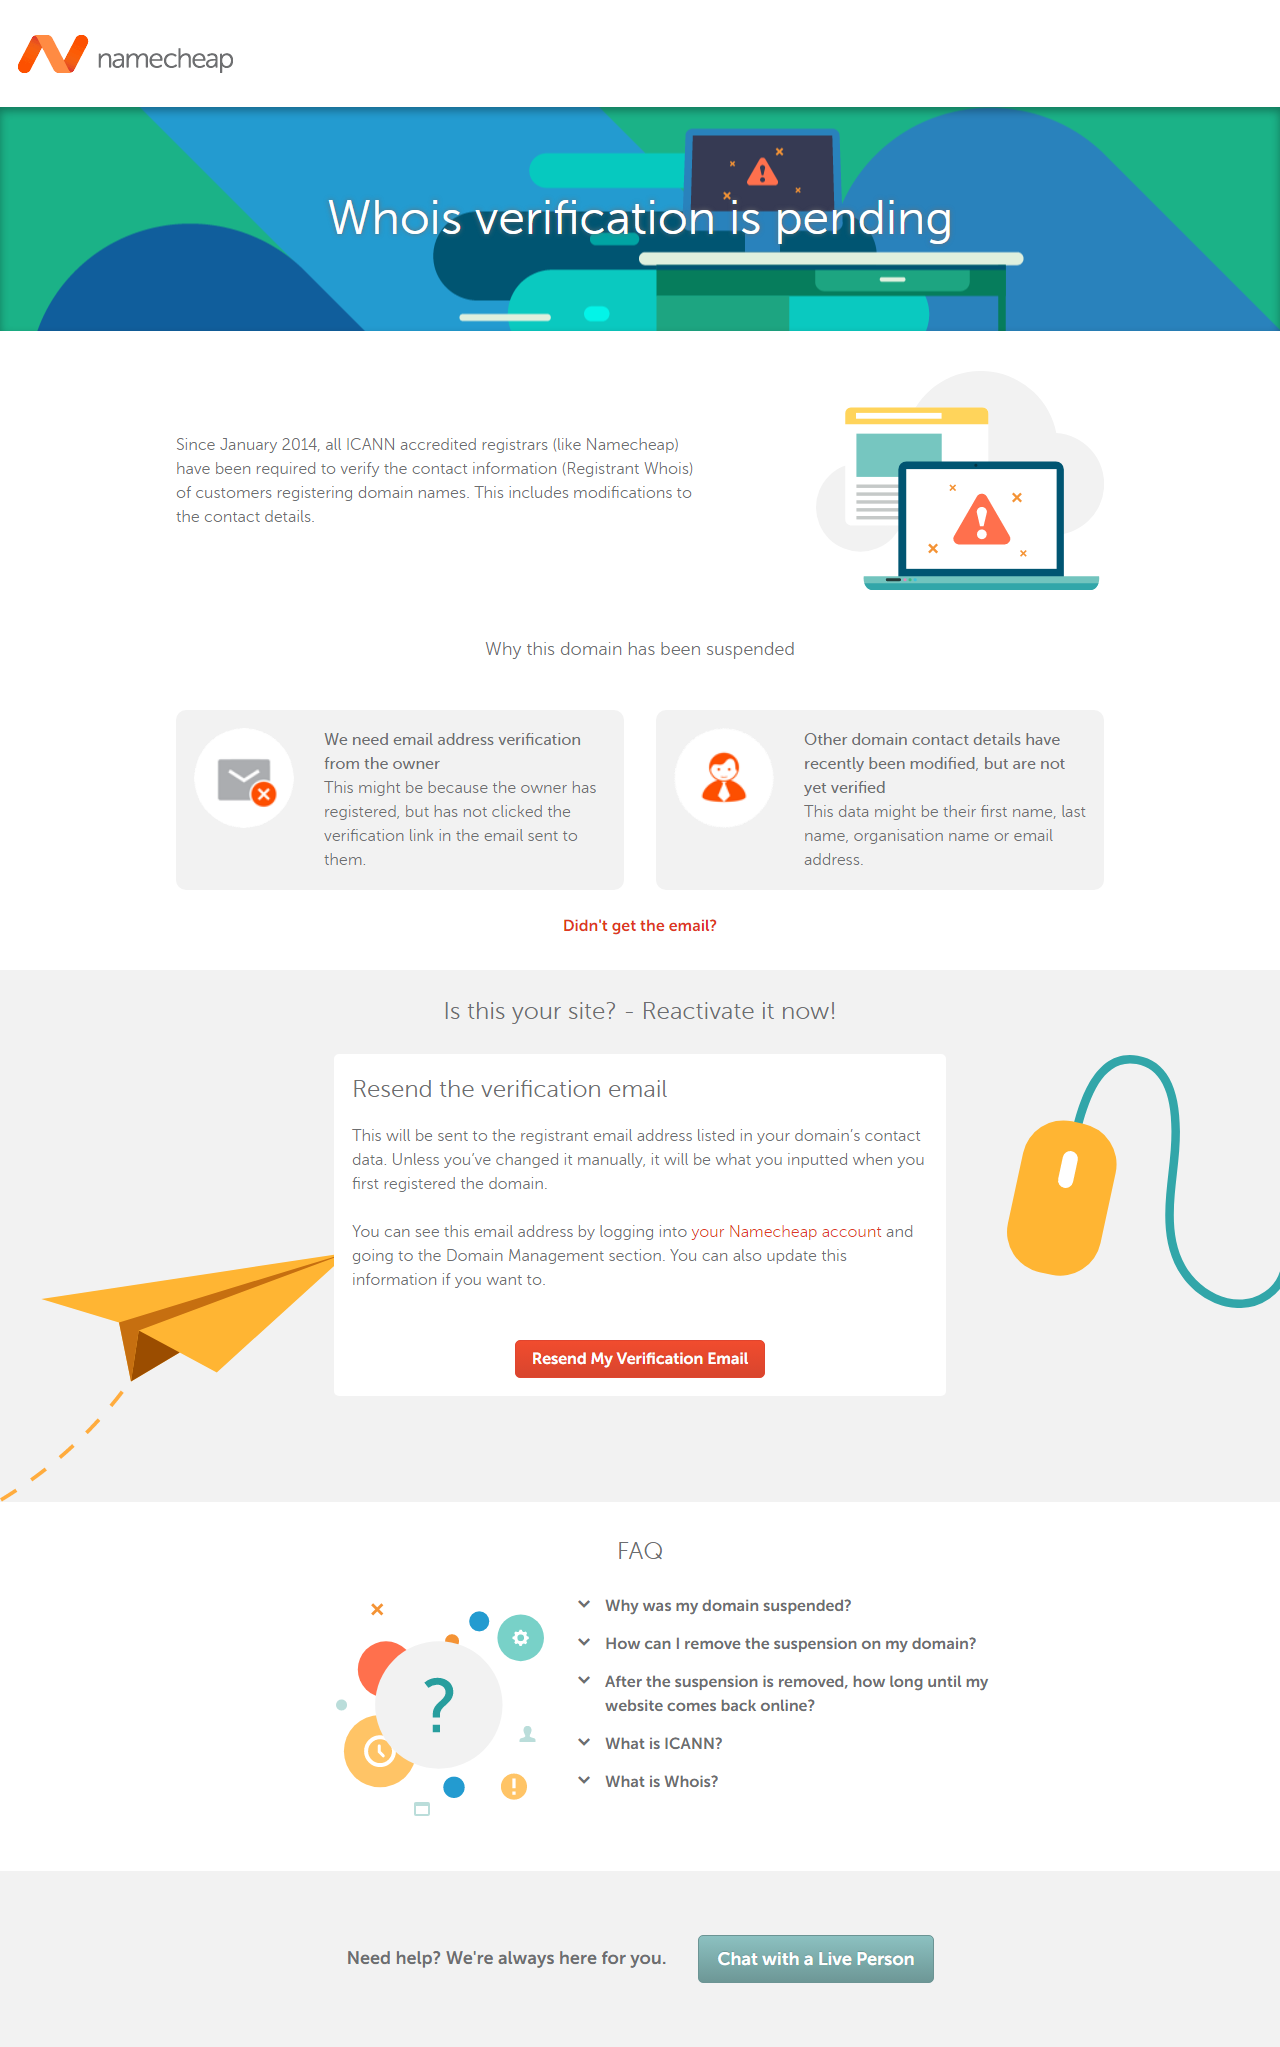 namecheap
Whois verification is pending
Since January 2014, all ICANN accredited registrars (like Namecheap)
have been required to verify the contact information (Registrant Whois)
of customers registering domain names. This includes modifications to
the contact details.
Why this domain has been suspended
We need email address verification
from the owner
This might be because the owner has
registered, but has not clicked the
verification link in the email sent to
them.
Other domain contact details have
recently been modified, but are not
yet verified
This data might be their first name, last
name, organisation name or email
address.
Didn't get the email?
Is this your site? - Reactivate it now!
Resend the verification email
This will be sent to the registrant email address listed in your domain’s contact
data. Unless you’ve changed it manually, it will be what you inputted when you
first registered the domain.
You can see this email address by logging into your Namecheap account and
going to the Domain Management section. You can also update this
information if you want to.
Resend My Verification Email
FAQ
?
Why was my domain suspended?
How can I remove the suspension on my domain?
After the suspension is removed, how long until my
website comes back online?
What is ICANN?
What is Whois?
Need help? We're always here for you.
Chat with a Live Person